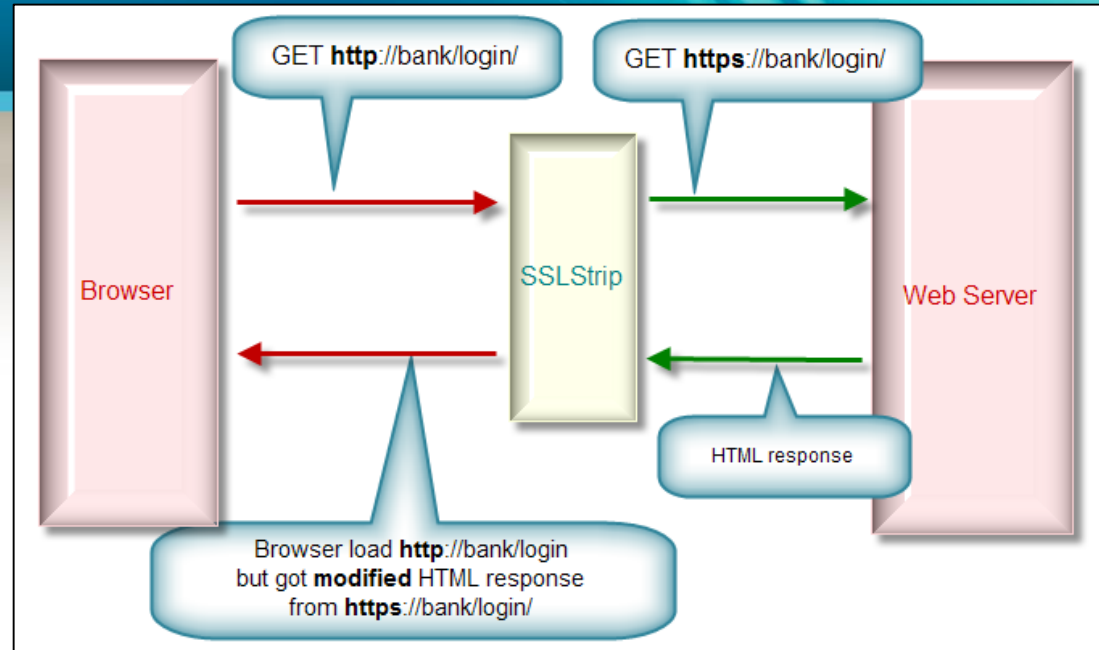 GET http://bank/login/
GET https://bank/login/
Browser
SSLStrip
Web Server
HTML response
Browser load http://bank/login
but got modified HTML response
from https://bank/login/